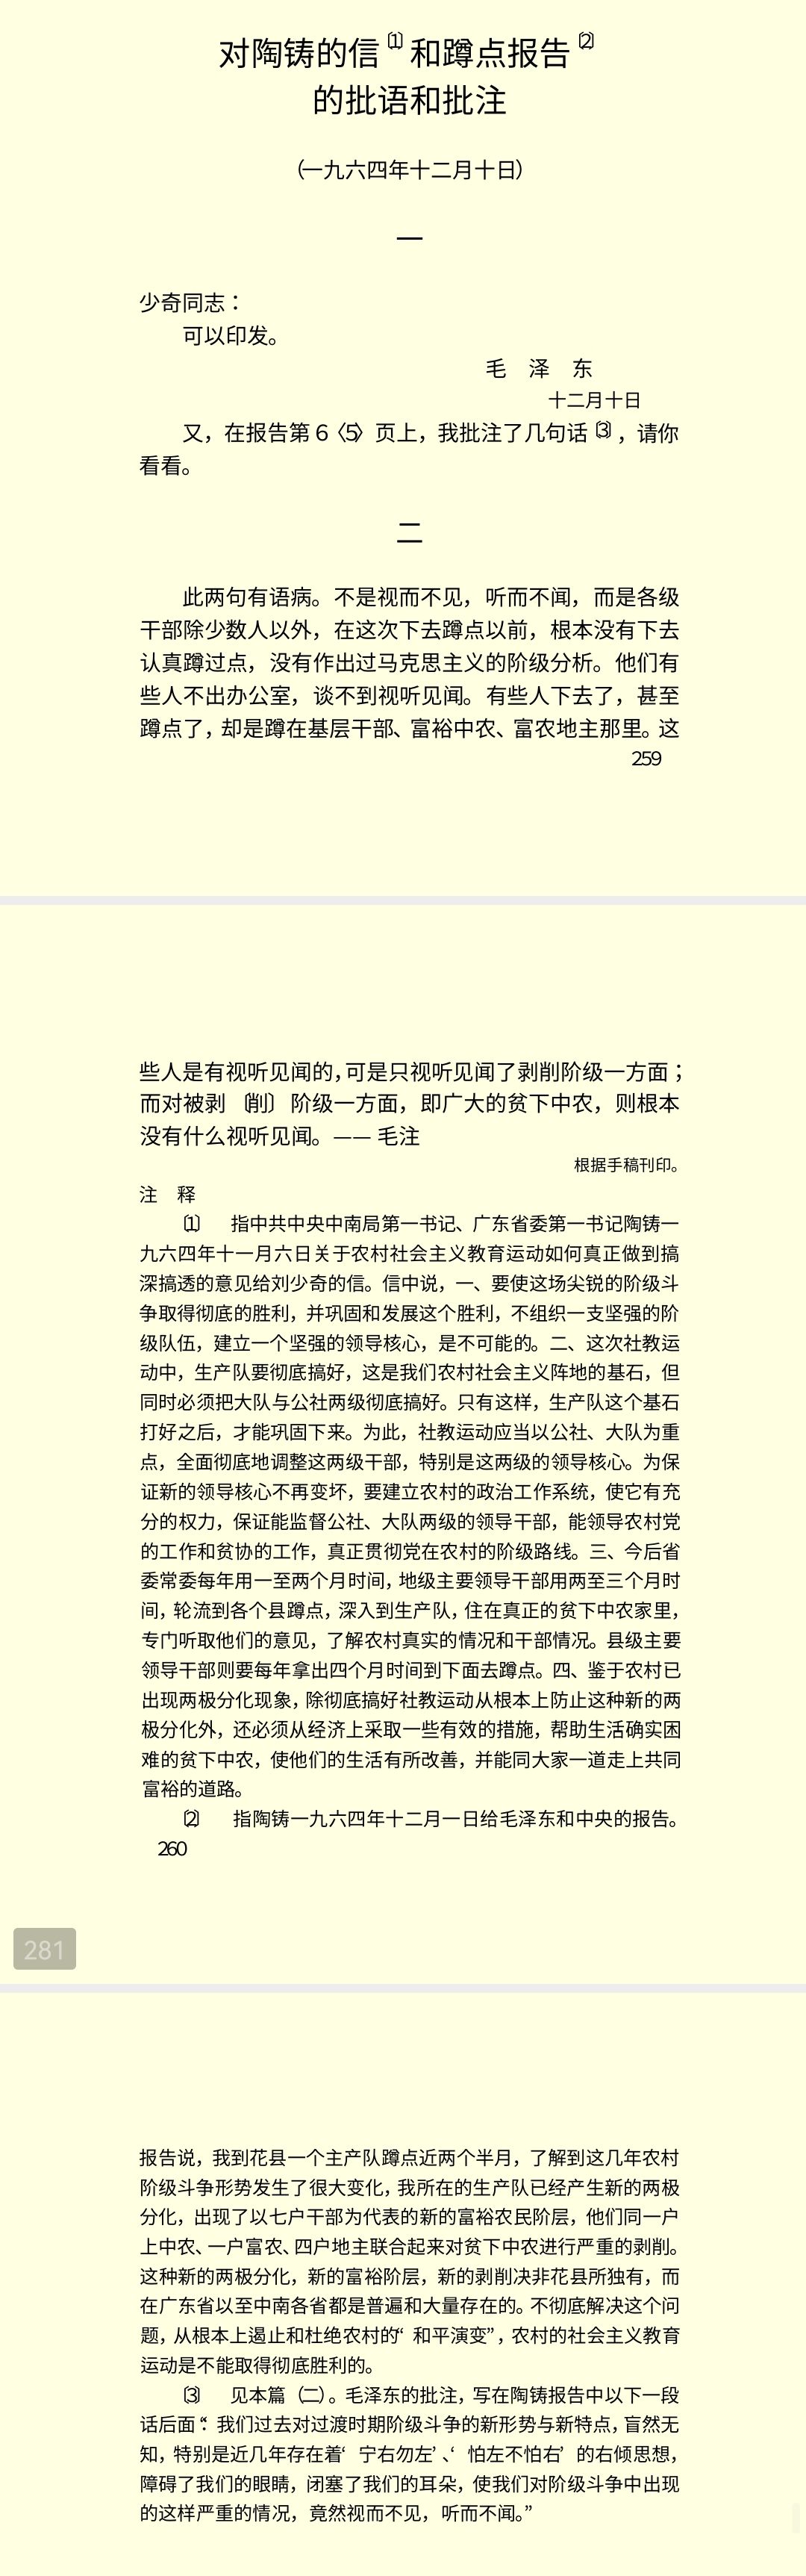 对陶铸的信〔1〕和蹲点报告〔2〕
的批语和批注
（一九六四年十二月十日）
一
少奇同志：
可以印发。
毛 泽 东
十二月十日
又，在报告第6〈5〉页上，我批注了几句话〔3〕，请你
看看。
二
此两句有语病。不是视而不见，听而不闻，而是各级
干部除少数人以外，在这次下去蹲点以前，根本没有下去
认真蹲过点，没有作出过马克思主义的阶级分析。他们有
些人不出办公室，谈不到视听见闻。有些人下去了，甚至
蹲点了，却是蹲在基层干部、富裕中农、富农地主那里。这
259
些人是有视听见闻的，可是只视听见闻了剥削阶级一方面；
而对被剥〔削〕阶级一方面，即广大的贫下中农，则根本
没有什么视听见闻。—— 毛注
根据手稿刊印。
注 释
〔1〕 指中共中央中南局第一书记、广东省委第一书记陶铸一
九六四年十一月六日关于农村社会主义教育运动如何真正做到搞
深搞透的意见给刘少奇的信。信中说，一、要使这场尖锐的阶级斗
争取得彻底的胜利，并巩固和发展这个胜利，不组织一支坚强的阶
级队伍，建立一个坚强的领导核心，是不可能的。二、这次社教运
动中，生产队要彻底搞好，这是我们农村社会主义阵地的基石，但
同时必须把大队与公社两级彻底搞好。只有这样，生产队这个基石
打好之后，才能巩固下来。为此，社教运动应当以公社、大队为重
点，全面彻底地调整这两级干部，特别是这两级的领导核心。为保
证新的领导核心不再变坏，要建立农村的政治工作系统，使它有充
分的权力，保证能监督公社、大队两级的领导干部，能领导农村党
的工作和贫协的工作，真正贯彻党在农村的阶级路线。三、今后省
委常委每年用一至两个月时间，地级主要领导干部用两至三个月时
间，轮流到各个县蹲点，深入到生产队，住在真正的贫下中农家里，
专门听取他们的意见，了解农村真实的情况和干部情况。县级主要
领导干部则要每年拿出四个月时间到下面去蹲点。四、鉴于农村已
出现两极分化现象，除彻底搞好社教运动从根本上防止这种新的两
极分化外，还必须从经济上采取一些有效的措施，帮助生活确实困
难的贫下中农，使他们的生活有所改善，并能同大家一道走上共同
富裕的道路。
〔2〕 指陶铸一九六四年十二月一日给毛泽东和中央的报告。
260
281
报告说，我到花县一个主产队蹲点近两个半月，了解到这几年农村
阶级斗争形势发生了很大变化，我所在的生产队已经产生新的两极
分化，出现了以七户干部为代表的新的富裕农民阶层，他们同一户
上中农、一户富农、四户地主联合起来对贫下中农进行严重的剥削。
这种新的两极分化，新的富裕阶层，新的剥削决非花县所独有，而
在广东省以至中南各省都是普遍和大量存在的。不彻底解决这个问
题，从根本上遏止和杜绝农村的“和平演变”，农村的社会主义教育
运动是不能取得彻底胜利的。
〔3〕 见本篇（二）。毛泽东的批注，写在陶铸报告中以下一段
话后面：“我们过去对过渡时期阶级斗争的新形势与新特点，盲然无
知，特别是近几年存在着‘宁右勿左’、‘怕左不怕右’的右倾思想，
障碍了我们的眼睛，闭塞了我们的耳朵，使我们对阶级斗争中出现
的这样严重的情况，竟然视而不见，听而不闻。”